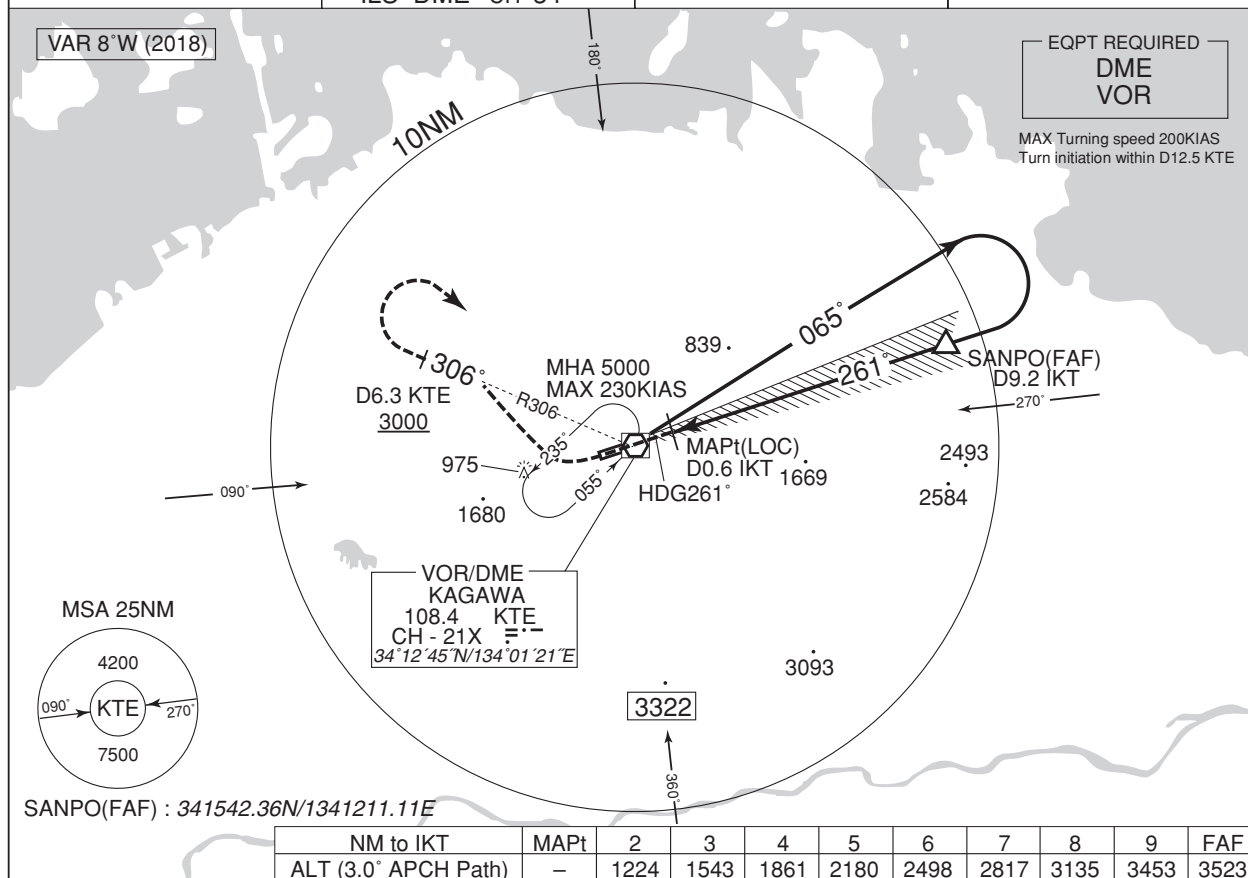 VAR 8˚W (2018)
EQPT REQUIRED
DME
VOR
MAX Turning speed 200KIAS
Turn initiation within D12.5 KTE
180˚
10NM
065˚
839
261˚
SANPO(FAF)
D9.2 IKT
270˚
306˚
MHA 5000
MAX 230KIAS
D6.3 KTE
3000
R306
235˚
055˚
MAPt(LOC)
D0.6 IKT
HDG261˚
1669
2493
2584
975
1680
090˚
VOR/DME
KAGAWA
108.4 KTE
CH - 21X
34˚12´45˝N/134˚01´21˝E
3093
3322
360˚
MSA 25NM
4200
090˚
KTE
270˚
7500
SANPO(FAF) : 341542.36N/1341211.11E
NM to IKT MAPt 2 3 4 5 6 7 8 9 FAF
ALT (3.0˚ APCH Path) – 1224 1543 1861 2180 2498 2817 3135 3453 3523